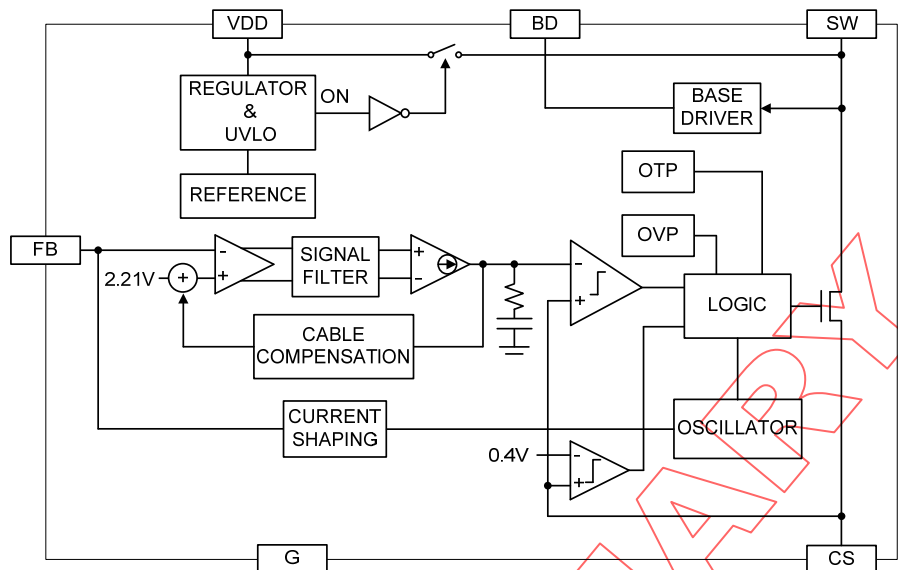 VDD
BD
SW
REGULATOR
&
UVLO
ON
BASE
DRIVER
REFERENCE
OTP
OVP
FB
2.21V
+
-
+
SIGNAL
FILTER
+
-
-
+
LOGIC
CABLE
COMPENSATION
CURRENT
SHAPING
OSCILLATOR
0.4V
-
+
G
CS
ARY